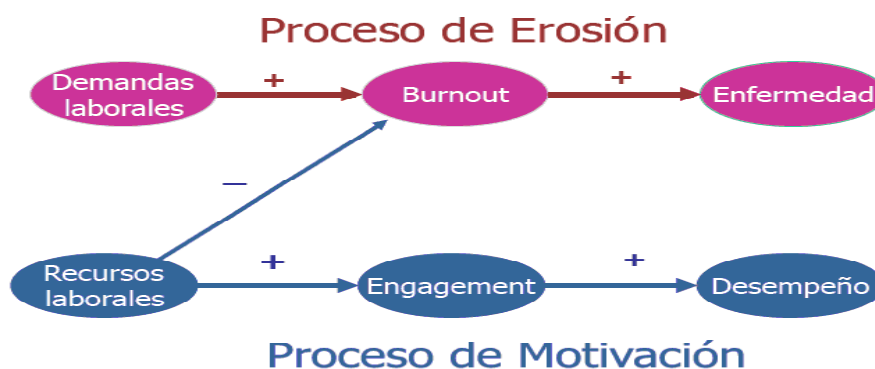 Proceso de Erosión
+
+
Demandas
laborales
Burnout
Enfermedad
−
+
+
Recursos
laborales
Engagement
Desempeño
Proceso de Motivación